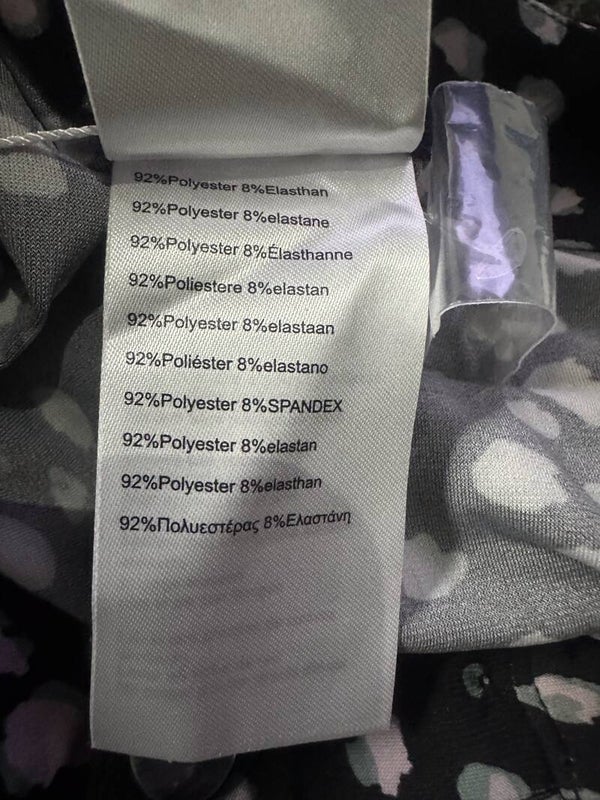 92%Polyester 8%Elasthan
92%Polyester 8%elastane
92%Polyester 8%Élasthanne
92%Poliestere 8%elastan
92%Polyester 8%elastaan
92%Poliéster 8%elastano
92%Polyester 8%SPANDEX
92%Polyester 8%elastan
92%Polyester 8%elasthan
92%Πολυεστέρας 8%Ελαστάνη